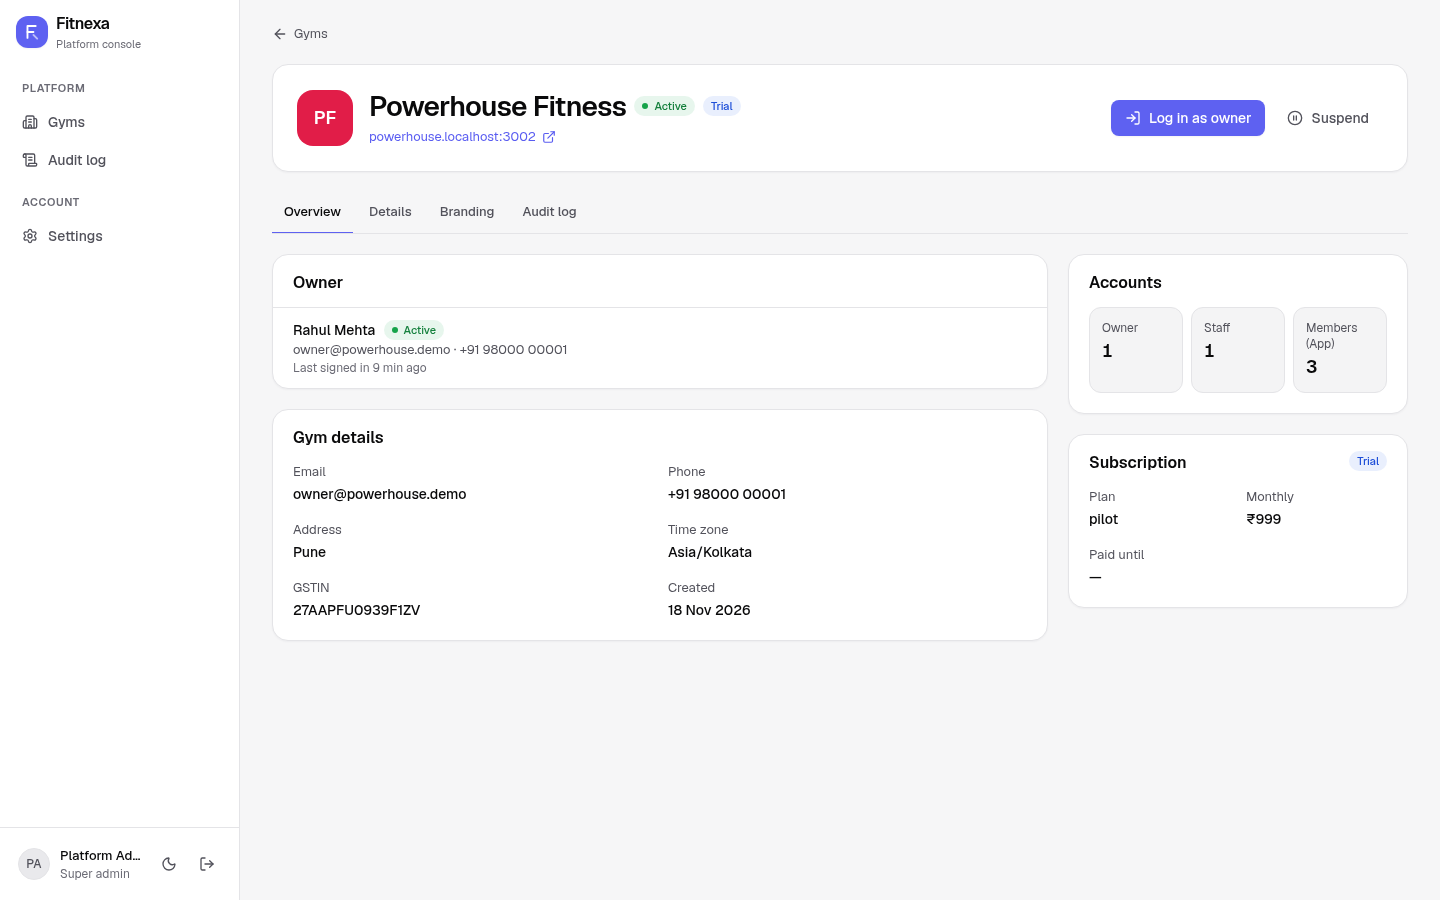 Fitnexa
Platform console
PLATFORM
Gyms
Audit log
ACCOUNT
Settings
PA
Platform Ad…
Super admin
Gyms
PF
Powerhouse Fitness
Active
Trial
powerhouse.localhost:3002
Log in as owner
Suspend
Overview
Details
Branding
Audit log
Owner
Rahul Mehta
Active
owner@powerhouse.demo · +91 98000 00001
Last signed in 9 min ago
Gym details
Email
owner@powerhouse.demo
Phone
+91 98000 00001
Address
Pune
Time zone
Asia/Kolkata
GSTIN
27AAPFU0939F1ZV
Created
18 Nov 2026
Accounts
Owner
1
Staff
1
Members
(App)
3
Subscription
Trial
Plan
pilot
Monthly
₹999
Paid until
—